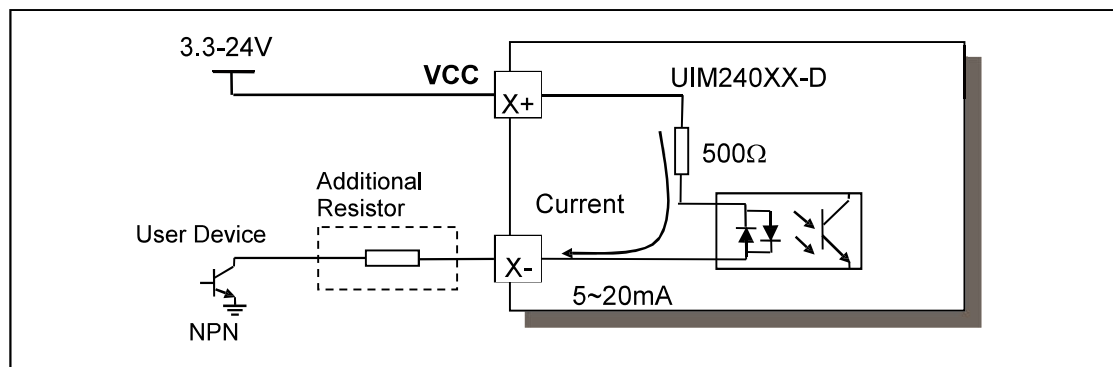 3.3-24V
VCC
X+
UIM240XX-D
500Ω
Additional
Resistor
Current
User Device
X-
5~20mA
NPN